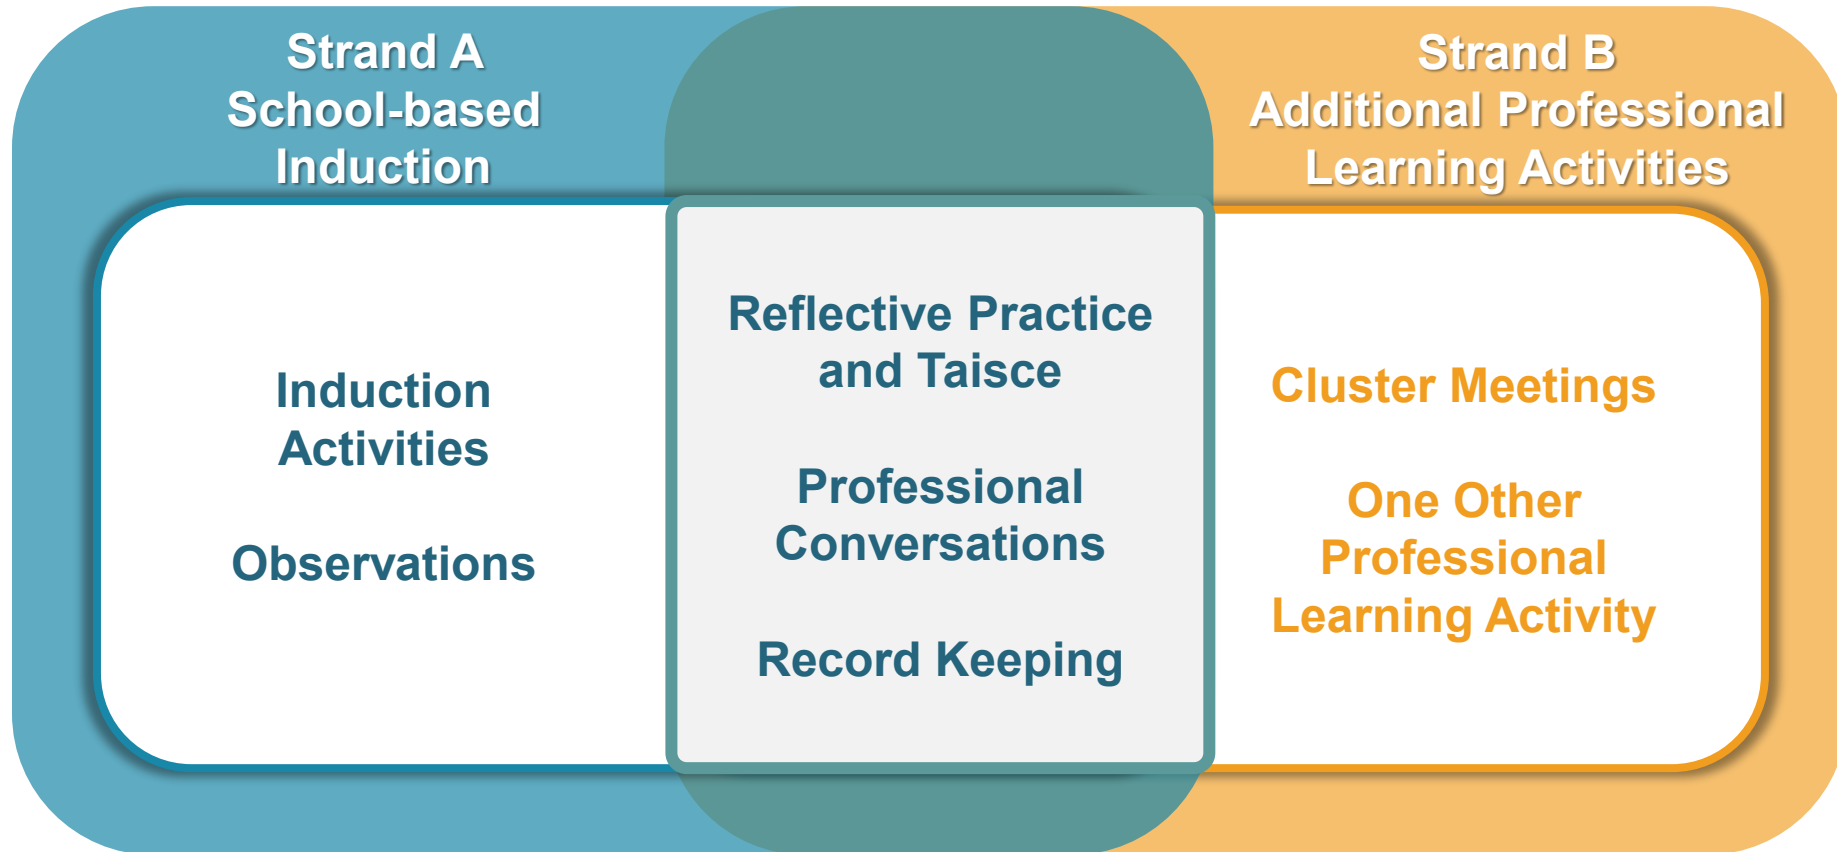 Strand A
School-based
Induction
Induction
Activities
Observations
Reflective Practice
and Taisce
Professional
Conversations
Record Keeping
Strand B
Additional Professional
Learning Activities
Cluster Meetings
One Other
Professional
Learning Activity